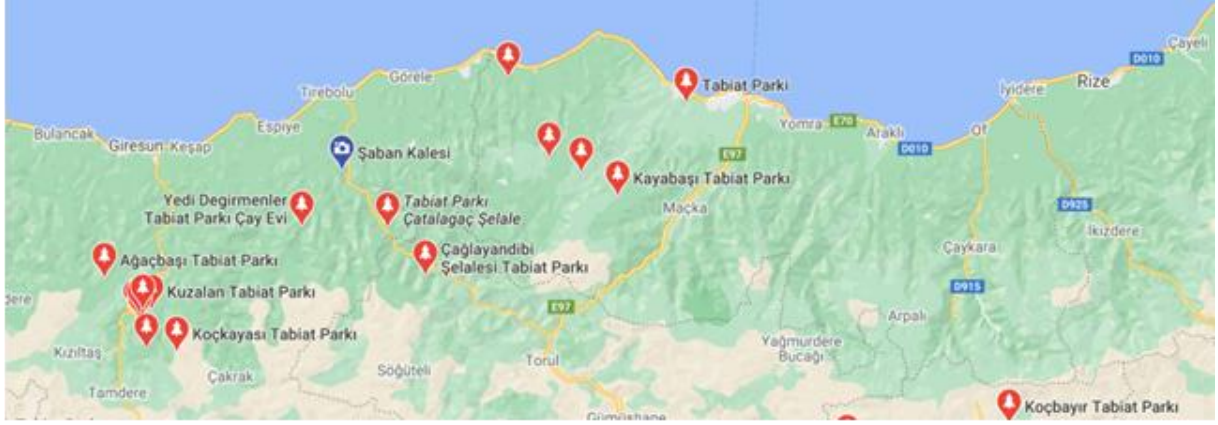 Çayeli
D010
Rize
İyidere
Görele
Tabiat Parkı
Tirebolu
Yomra
E70
Araklı
Of
D010
Espiye
Bulancak
Giresun
Keşap
Şaban Kalesi
E97
Kayabaşı Tabiat Parkı
Yedi Degirmenler
Tabiat Parkı Çay Evi
Tabiat Parkı
Çatalagaç Şelale
Maçka
D925
İkizdere
Çaykara
Ağaçbaşı Tabiat Parkı
Çağlayandibi
Şelalesi Tabiat Parkı
dere
Kuzalan Tabiat Parkı
E97
D915
Arpalı
Koçkayası Tabiat Parkı
Kızıltaş
Yağmurdere
Bucağı
Torul
Söğüteli
Çakrak
Tamdere
Koçbayır Tabiat Parkı
Gümüşhane